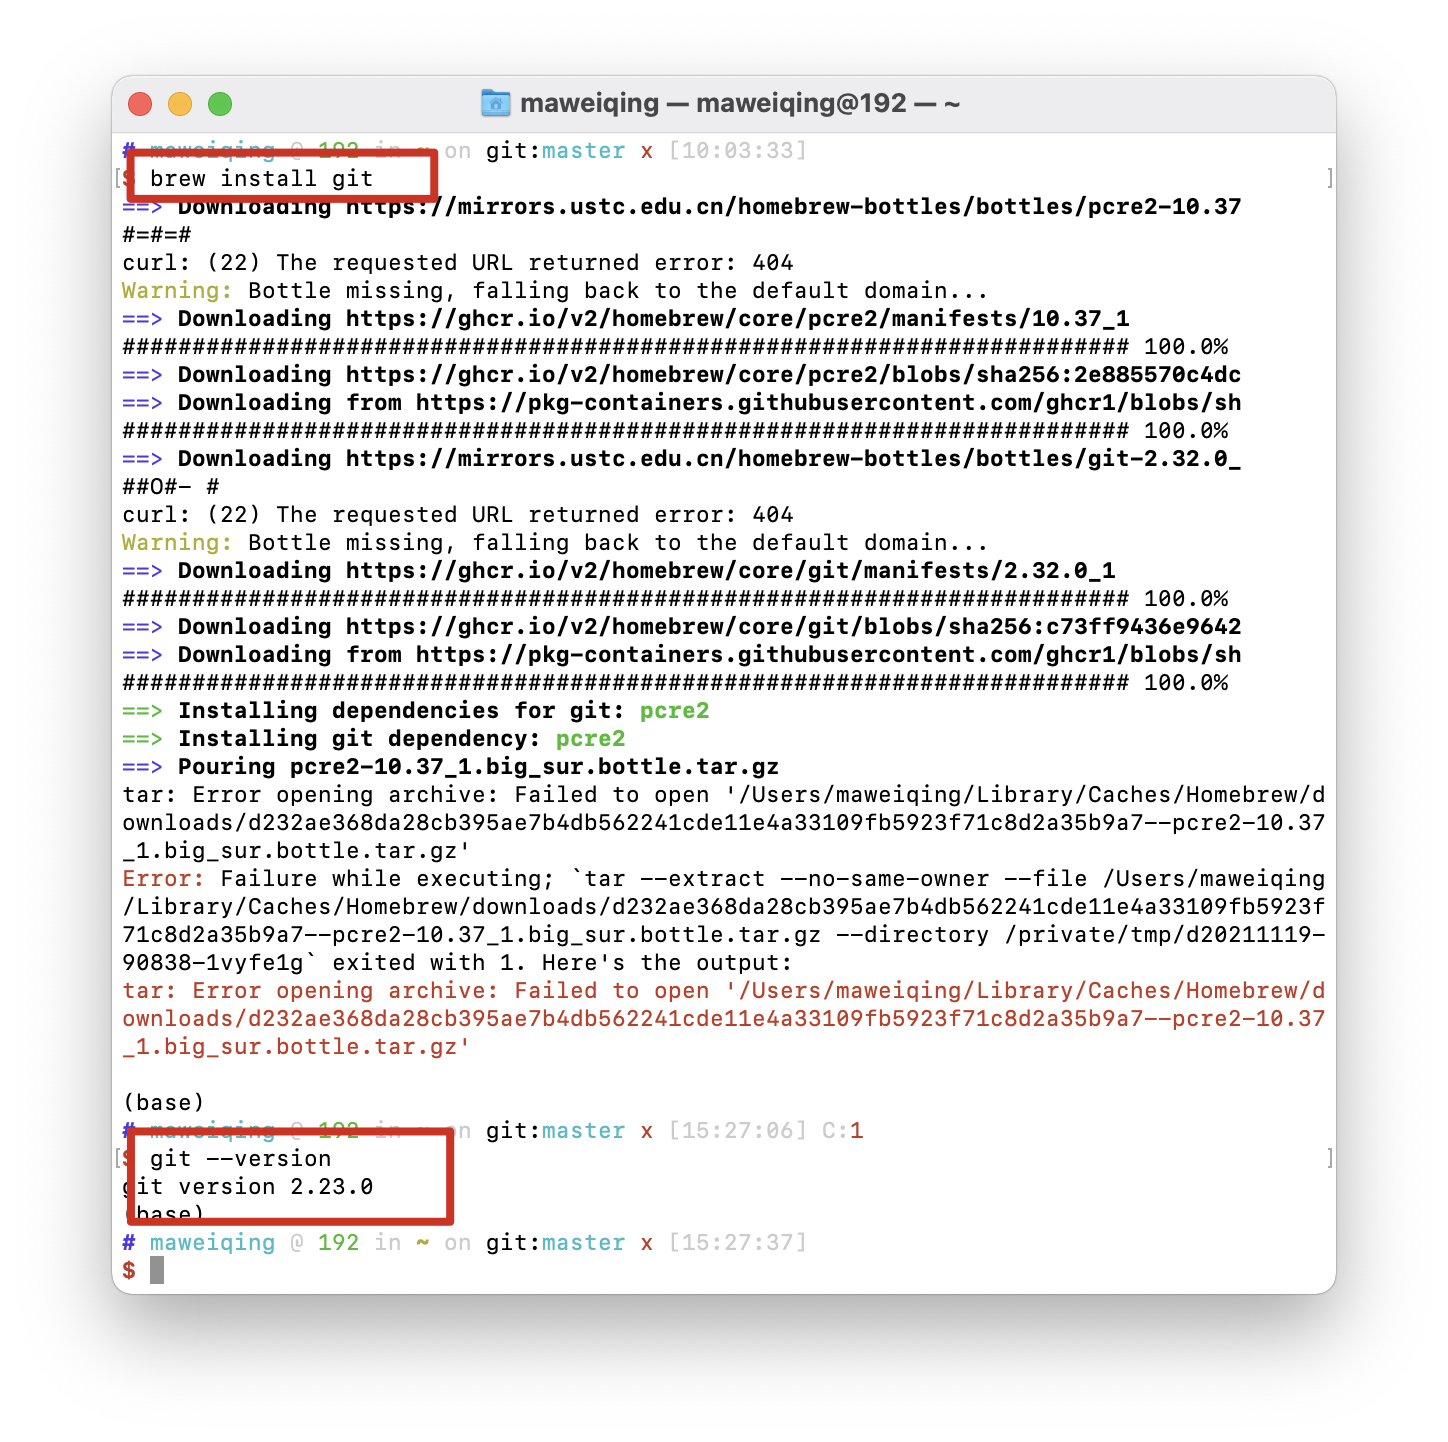 maweiqing — maweiqing@192 — ~
# maweiqing @ 192 in ~ on git:master x [10:03:33]
[$ brew install git ]
==> Downloading https://mirrors.ustc.edu.cn/homebrew-bottles/bottles/pcre2-10.37
#=#=#
curl: (22) The requested URL returned error: 404
Warning: Bottle missing, falling back to the default domain...
==> Downloading https://ghcr.io/v2/homebrew/core/pcre2/manifests/10.37_1
######################################################################## 100.0%
==> Downloading https://ghcr.io/v2/homebrew/core/pcre2/blobs/sha256:2e885570c4dc
==> Downloading from https://pkg-containers.githubusercontent.com/ghcr1/blobs/sh
######################################################################## 100.0%
==> Downloading https://mirrors.ustc.edu.cn/homebrew-bottles/bottles/git-2.32.0_
##O#- #
curl: (22) The requested URL returned error: 404
Warning: Bottle missing, falling back to the default domain...
==> Downloading https://ghcr.io/v2/homebrew/core/git/manifests/2.32.0_1
######################################################################## 100.0%
==> Downloading https://ghcr.io/v2/homebrew/core/git/blobs/sha256:c73ff9436e9642
==> Downloading from https://pkg-containers.githubusercontent.com/ghcr1/blobs/sh
######################################################################## 100.0%
==> Installing dependencies for git: pcre2
==> Installing git dependency: pcre2
==> Pouring pcre2-10.37_1.big_sur.bottle.tar.gz
tar: Error opening archive: Failed to open '/Users/maweiqing/Library/Caches/Homebrew/d
ownloads/d232ae368da28cb395ae7b4db562241cde11e4a33109fb5923f71c8d2a35b9a7--pcre2-10.37
_1.big_sur.bottle.tar.gz'
Error: Failure while executing; `tar --extract --no-same-owner --file /Users/maweiqing
/Library/Caches/Homebrew/downloads/d232ae368da28cb395ae7b4db562241cde11e4a33109fb5923f
71c8d2a35b9a7--pcre2-10.37_1.big_sur.bottle.tar.gz --directory /private/tmp/d20211119-
90838-1vyfe1g` exited with 1. Here's the output:
tar: Error opening archive: Failed to open '/Users/maweiqing/Library/Caches/Homebrew/d
ownloads/d232ae368da28cb395ae7b4db562241cde11e4a33109fb5923f71c8d2a35b9a7--pcre2-10.37
_1.big_sur.bottle.tar.gz'
(base)
# maweiqing @ 192 in ~ on git:master x [15:27:06] C:1
[$ git --version ]
git version 2.23.0
(base)
# maweiqing @ 192 in ~ on git:master x [15:27:37]
$